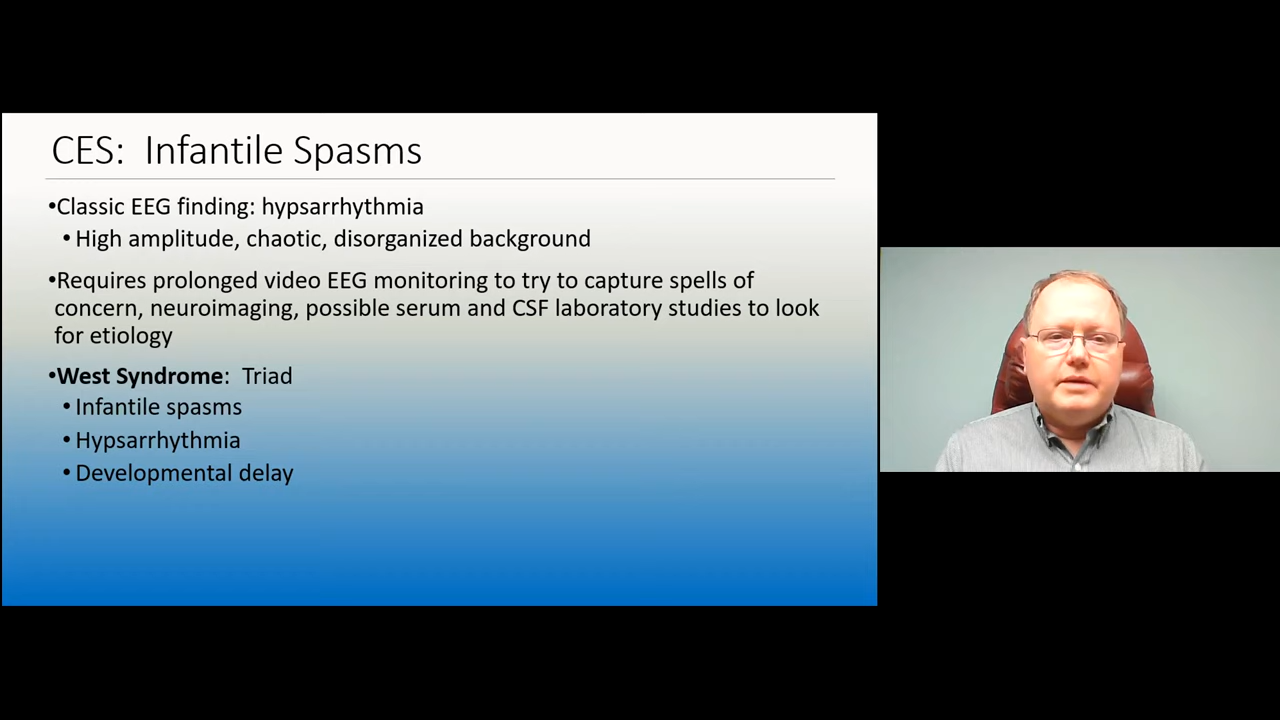 CES:  Infantile Spasms
•Classic EEG finding: hypsarrhythmia
•High amplitude, chaotic, disorganized background
•Requires prolonged video EEG monitoring to try to capture spells of
concern, neuroimaging, possible serum and CSF laboratory studies to look
for etiology
•West Syndrome:  Triad
•Infantile spasms
•Hypsarrhythmia
•Developmental delay